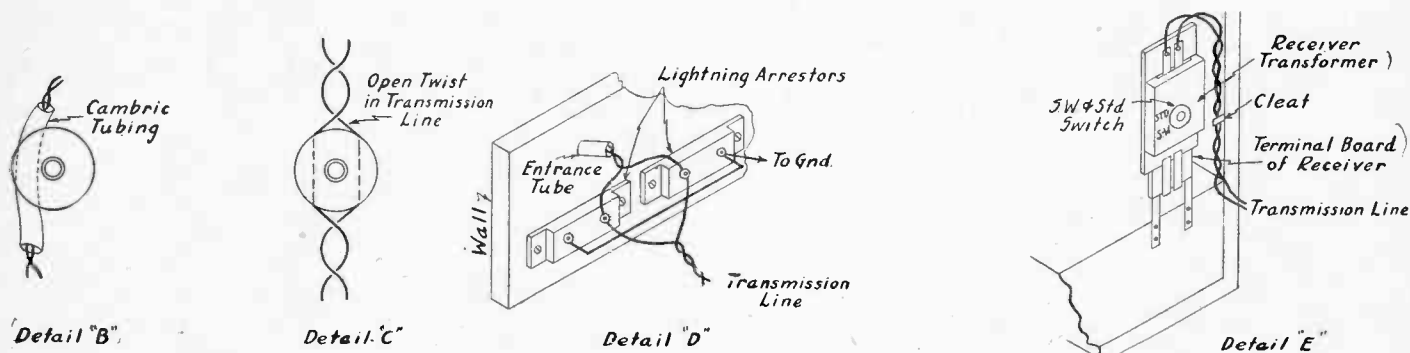 Cambric
Tubing
Detail "B"
Open Twist
in Transmission
Line
Detail "C"
Lightning Arrestors
Entrance
Tube
To Gnd.
Wall
Transmission
Line
Detail "D"
Receiver
Transformer
S.W & Std
Switch
STD
S-W
Cleat
Terminal Board
of Receiver
Transmission Line
Detail "E"